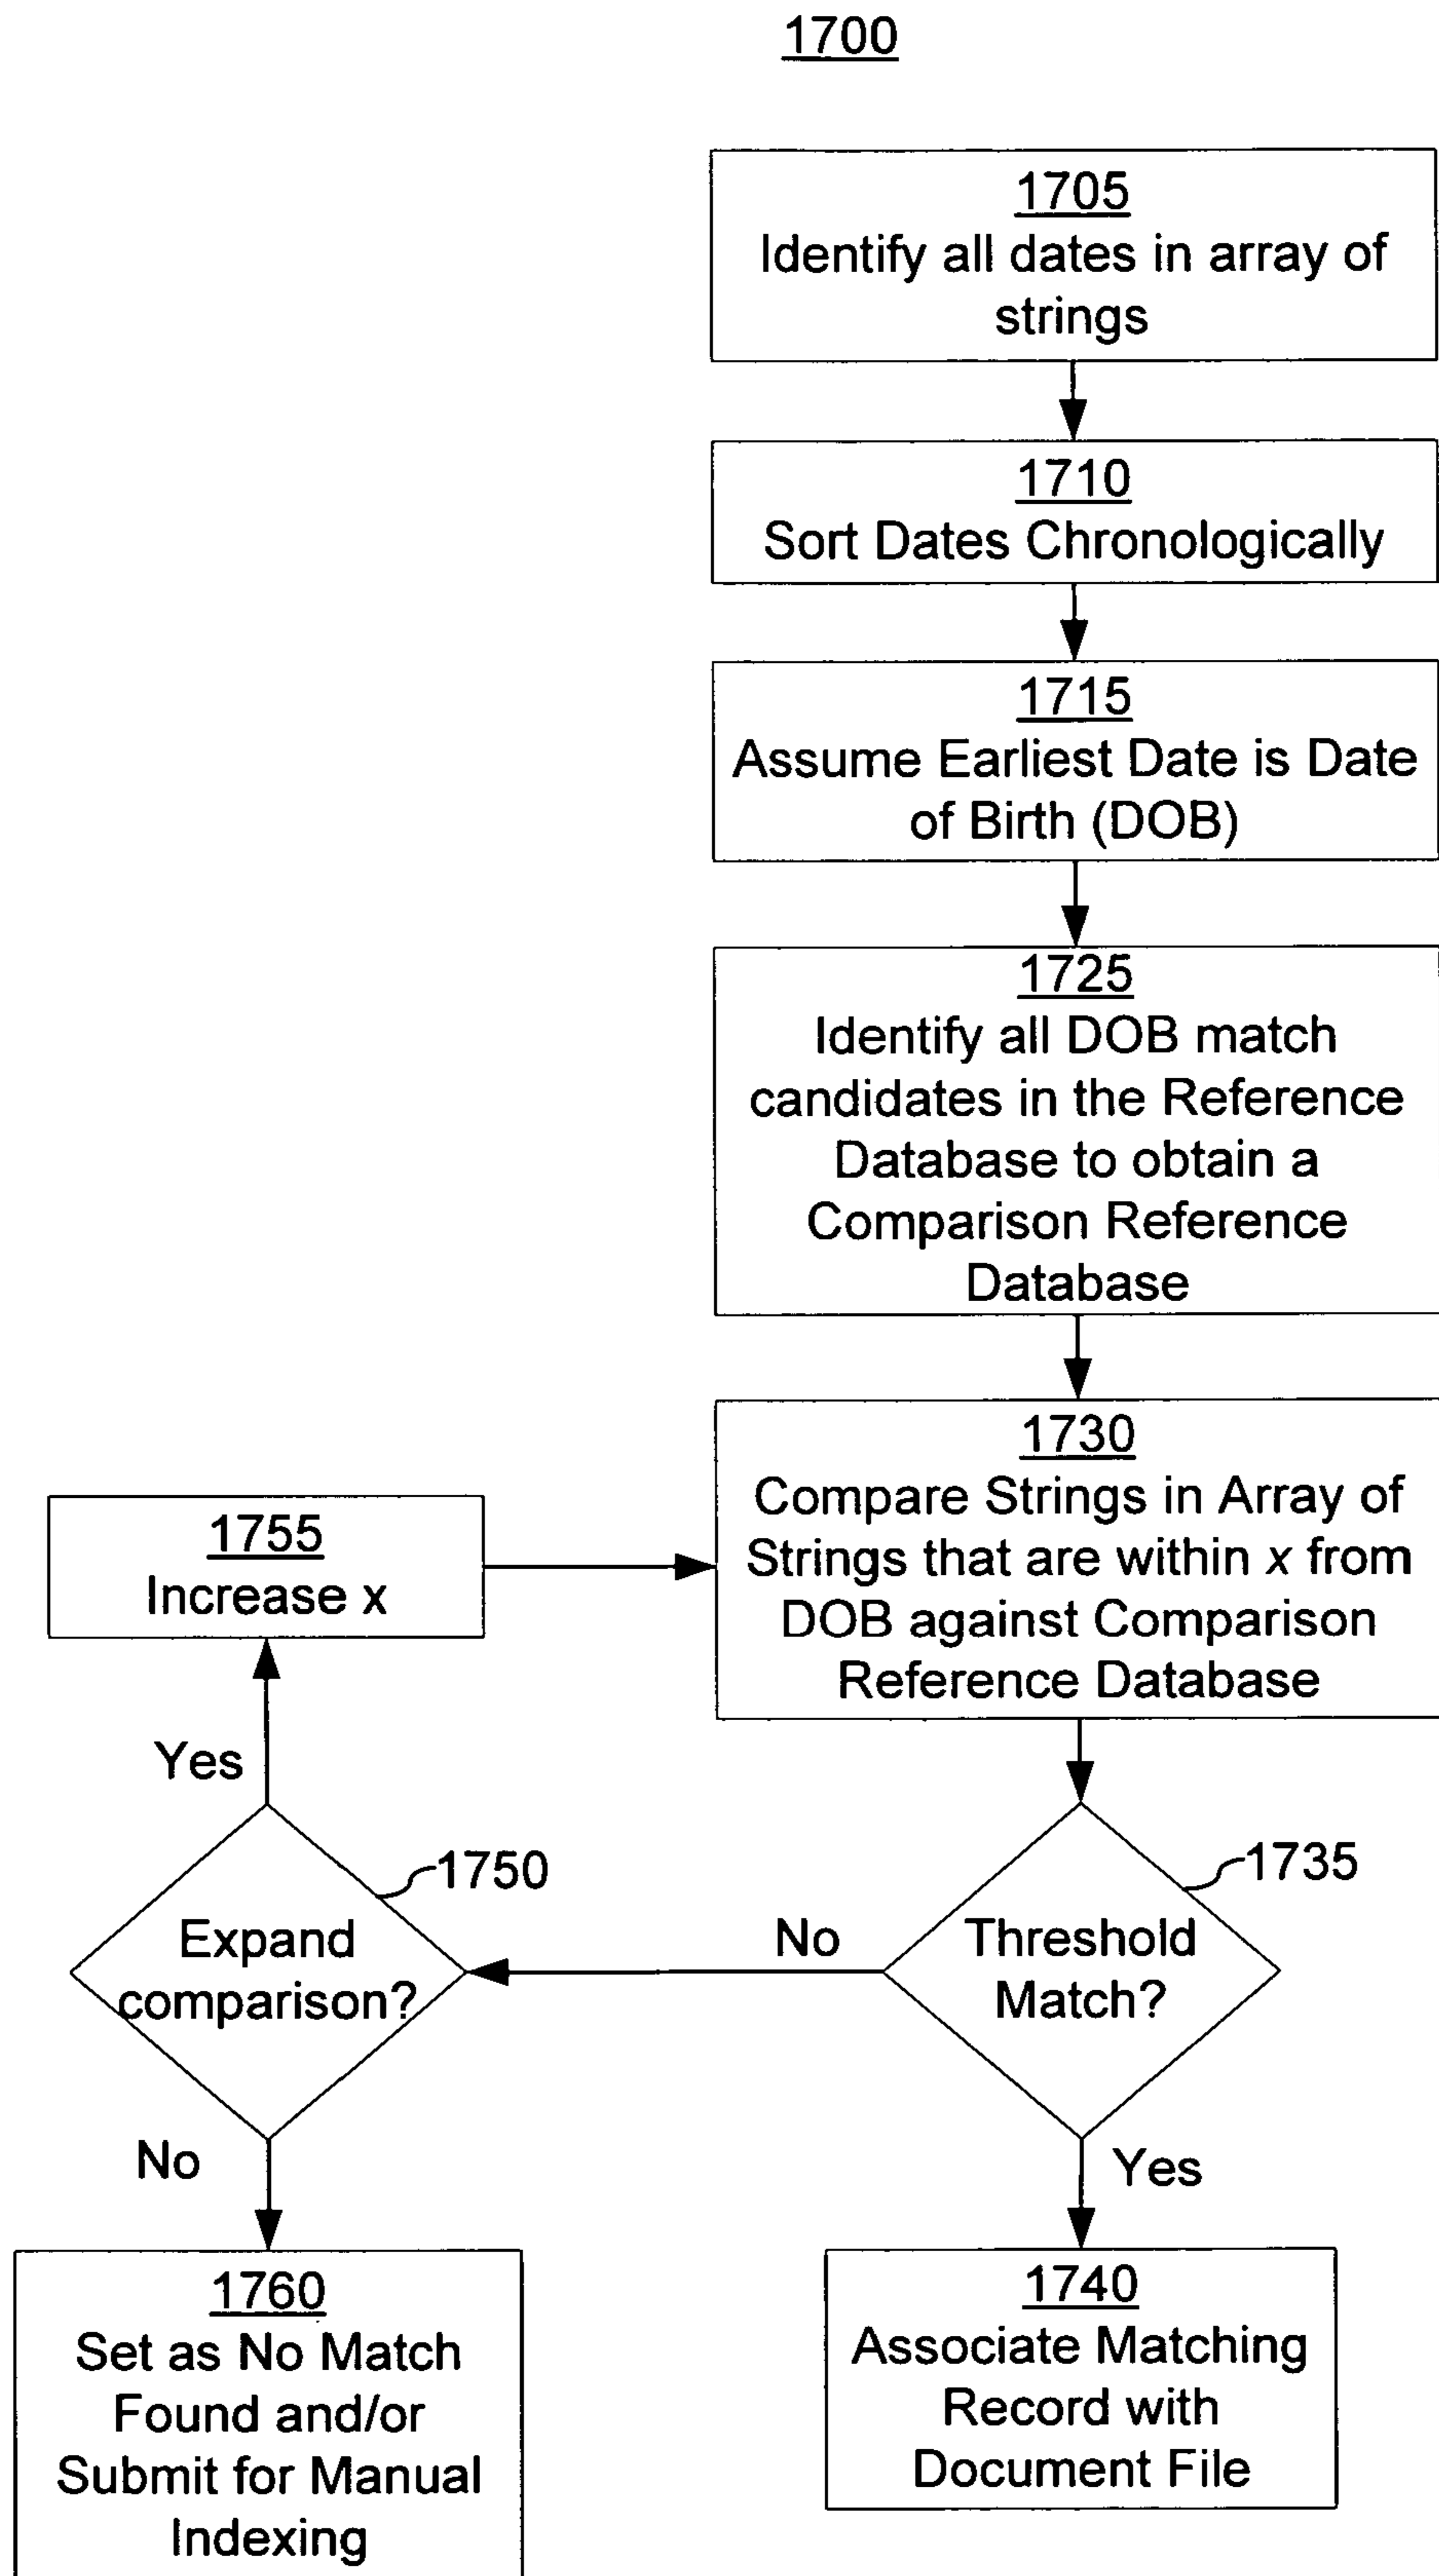 1700
1705
Identify all dates in array of
strings
1710
Sort Dates Chronologically
1715
Assume Earliest Date is Date
of Birth (DOB)
1725
Identify all DOB match
candidates in the Reference
Database to obtain a
Comparison Reference
Database
1730
Compare Strings in Array of
Strings that are within x from
DOB against Comparison
Reference Database
1755
Increase x
Yes
1750
Expand
comparison?
No
1735
Threshold
Match?
No
Yes
1760
Set as No Match
Found and/or
Submit for Manual
Indexing
1740
Associate Matching
Record with
Document File